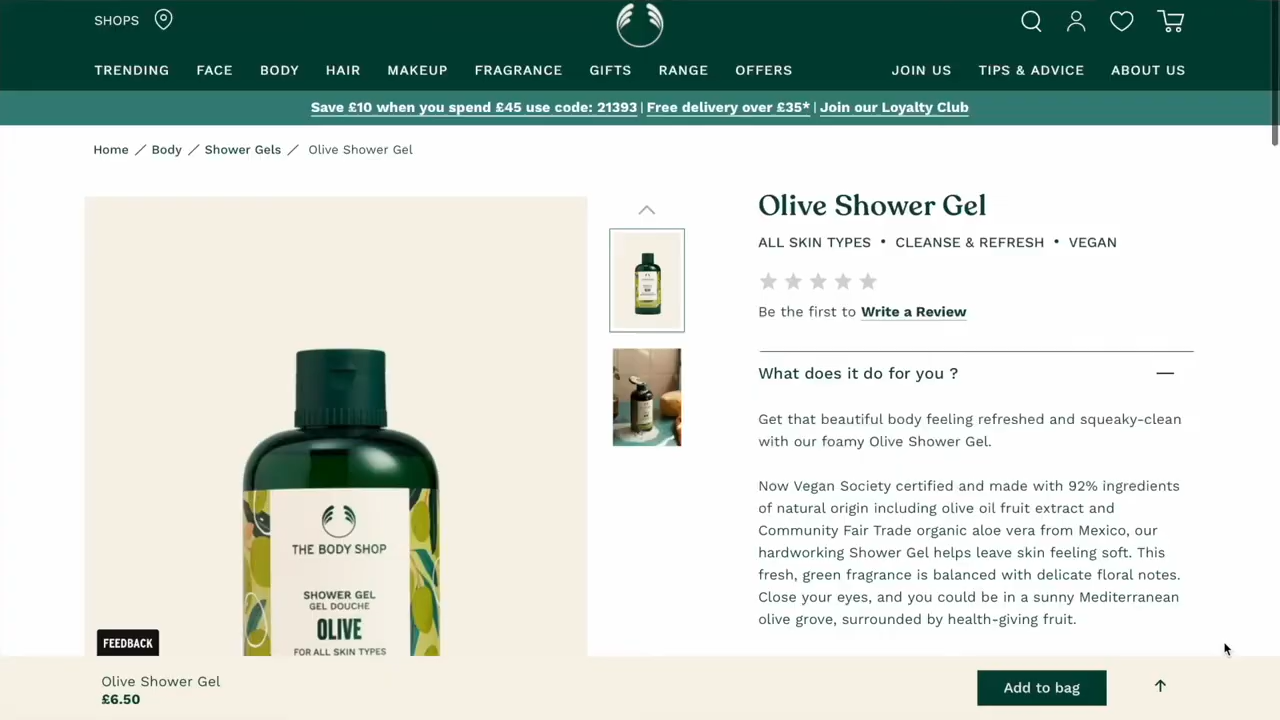 SHOPS
TRENDING FACE BODY HAIR MAKEUP FRAGRANCE GIFTS RANGE OFFERS JOIN US TIPS & ADVICE ABOUT US
Save £10 when you spend £45 use code: 21393 | Free delivery over £35* | Join our Loyalty Club
Home / Body / Shower Gels / Olive Shower Gel
Olive Shower Gel
ALL SKIN TYPES • CLEANSE & REFRESH • VEGAN
Be the first to Write a Review
What does it do for you ?
Get that beautiful body feeling refreshed and squeaky-clean
with our foamy Olive Shower Gel.
Now Vegan Society certified and made with 92% ingredients
of natural origin including olive oil fruit extract and
Community Fair Trade organic aloe vera from Mexico, our
hardworking Shower Gel helps leave skin feeling soft. This
fresh, green fragrance is balanced with delicate floral notes.
Close your eyes, and you could be in a sunny Mediterranean
olive grove, surrounded by health-giving fruit.
THE BODY SHOP
SHOWER GEL
GEL DOUCHE
OLIVE
FOR ALL SKIN TYPES
FEEDBACK
Olive Shower Gel
£6.50
Add to bag